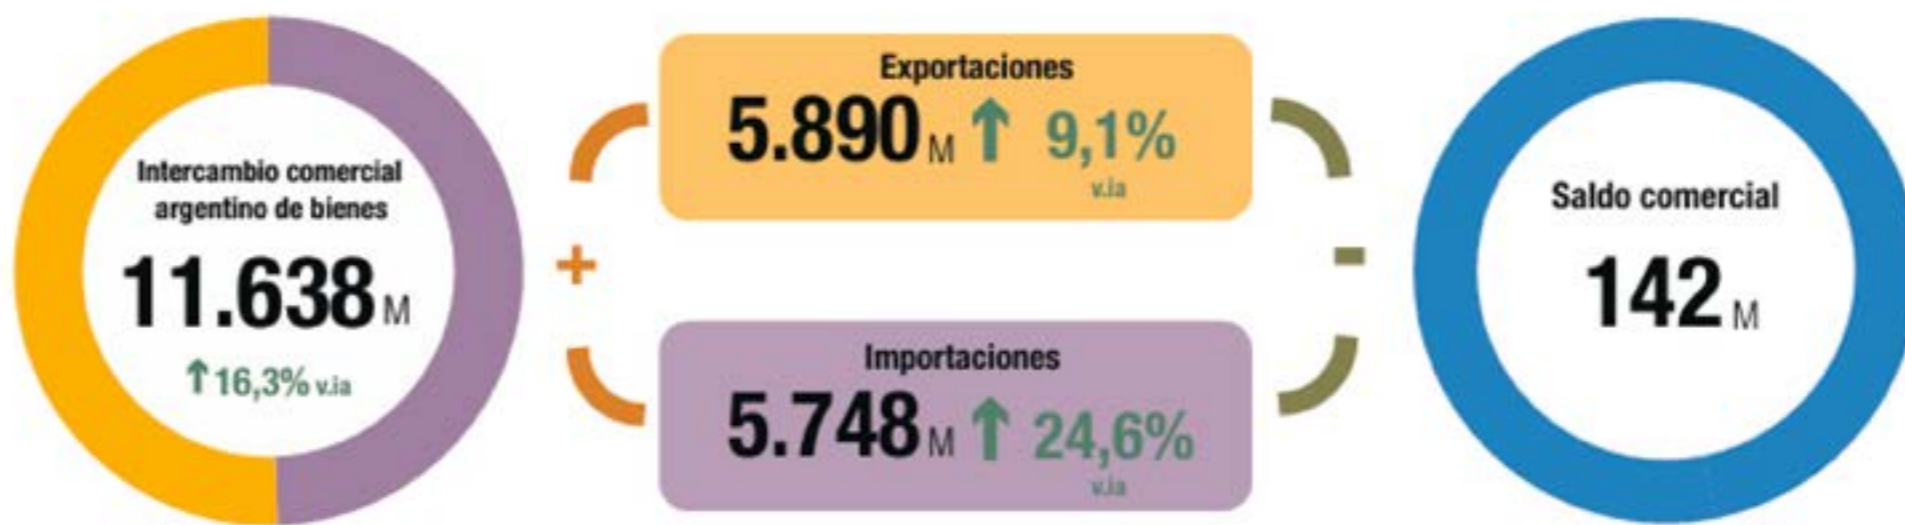 Intercambio comercial
argentino de bienes
11.638 M
↑16,3% v.ia
+
Exportaciones
5.890 M ↑ 9,1%
v.ia
Importaciones
5.748 M ↑ 24,6%
v.ia
-
Saldo comercial
142 M